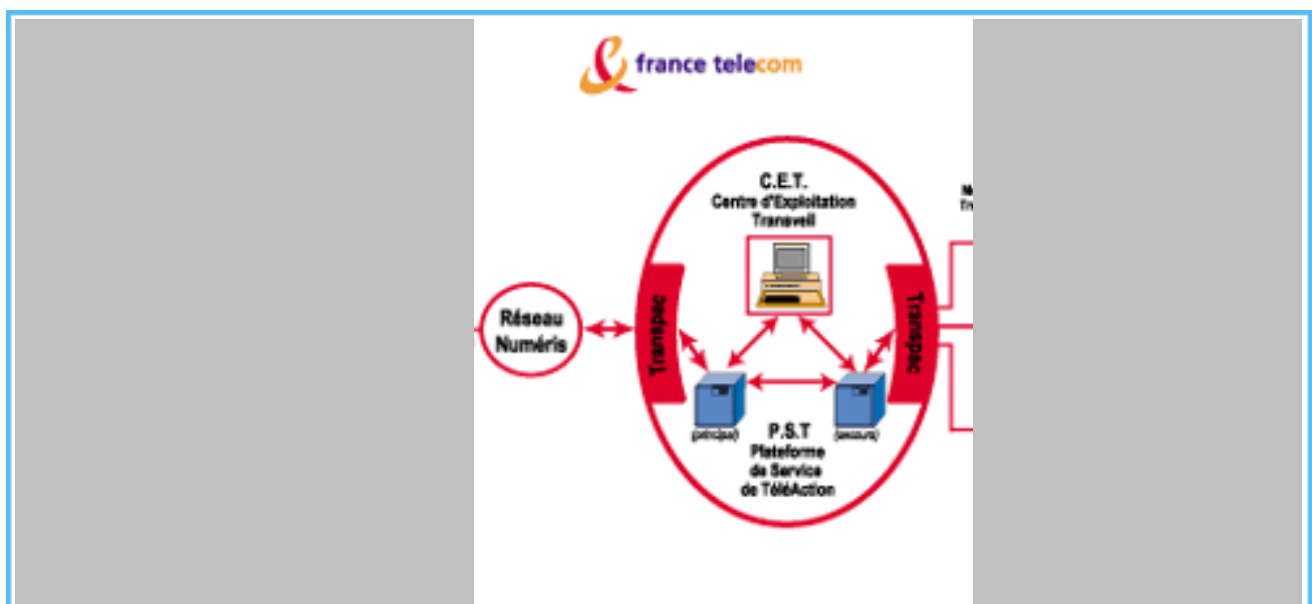 france telecom
C.E.T.
Centre d'Exploitation
Transveil
Transpac
Transpac
Réseau
Numéris
(principal)
(secours)
P.S.T
Plateforme
de Service
de TéléAction